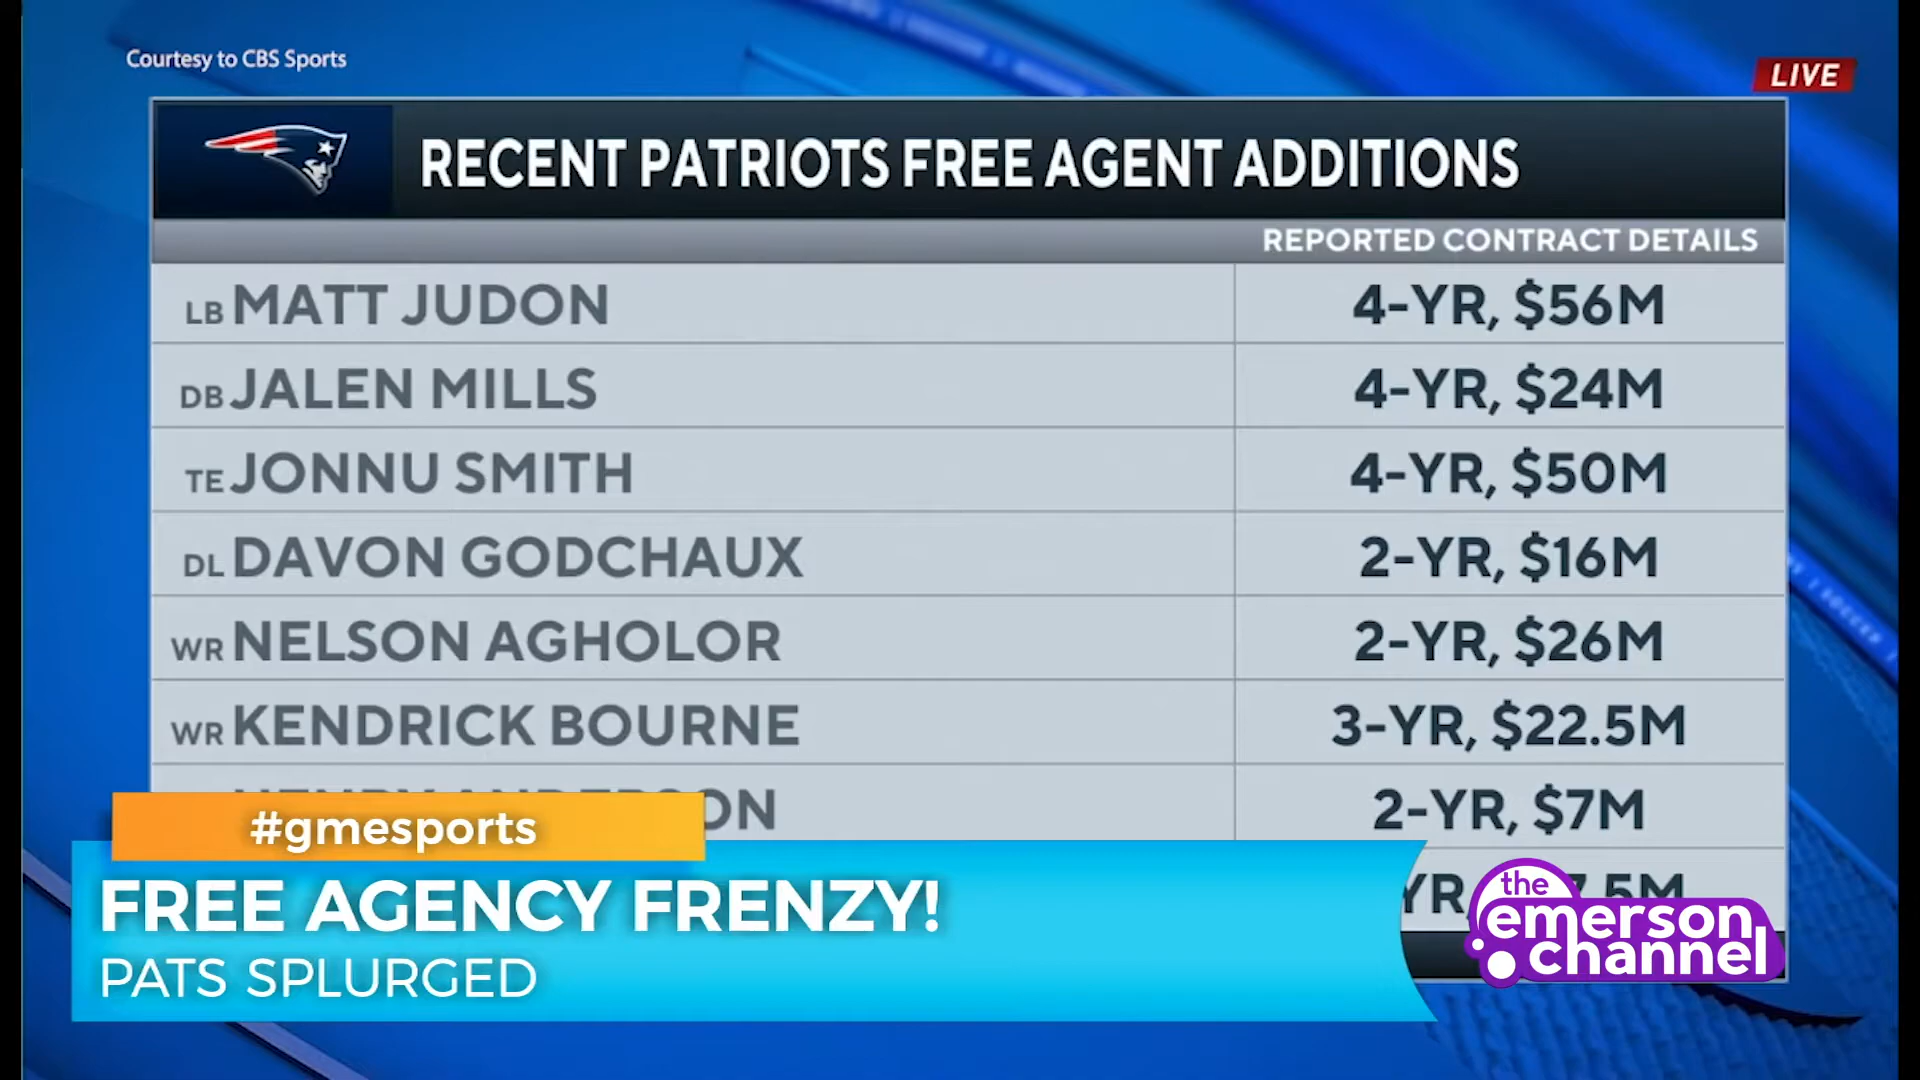 Courtesy to CBS Sports
LIVE
RECENT PATRIOTS FREE AGENT ADDITIONS
REPORTED CONTRACT DETAILS
LB MATT JUDON 4-YR, $56M
DB JALEN MILLS 4-YR, $24M
TE JONNU SMITH 4-YR, $50M
DL DAVON GODCHAUX 2-YR, $16M
WR NELSON AGHOLOR 2-YR, $26M
WR KENDRICK BOURNE 3-YR, $22.5M
HENRY ANDERSON 2-YR, $7M
#gmesports
FREE AGENCY FRENZY!
PATS SPLURGED
the
emerson
channel